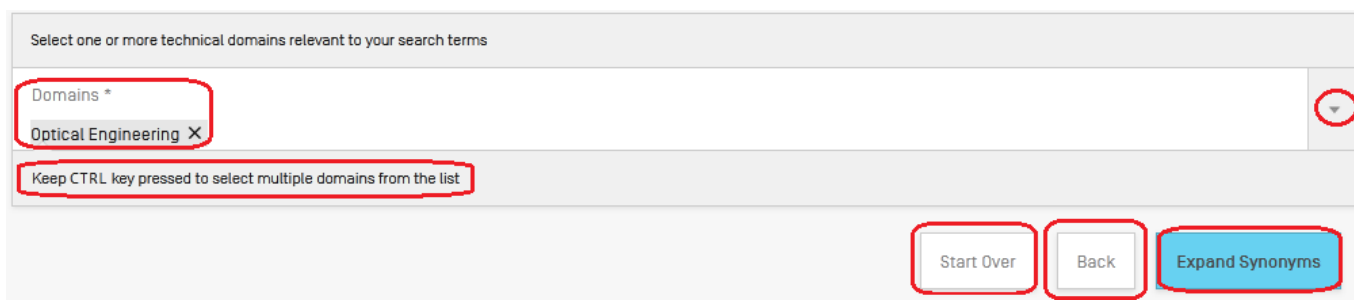 Select one or more technical domains relevant to your search terms
Domains *
Optical Engineering ✕
Keep CTRL key pressed to select multiple domains from the list
Start Over
Back
Expand Synonyms